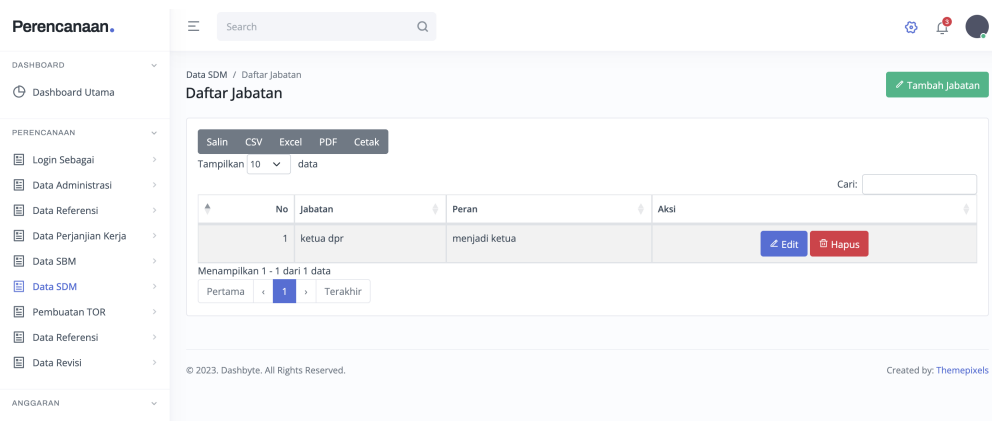 Perencanaan.
Search
3
DASHBOARD
Dashboard Utama
PERENCANAAN
Login Sebagai
Data Administrasi
Data Referensi
Data Perjanjian Kerja
Data SBM
Data SDM
Pembuatan TOR
Data Referensi
Data Revisi
ANGGARAN
Data SDM / Daftar Jabatan
Daftar Jabatan
Tambah Jabatan
Salin CSV Excel PDF Cetak
Tampilkan 10 data
Cari:
No Jabatan Peran Aksi
1 ketua dpr menjadi ketua Edit Hapus
Menampilkan 1 - 1 dari 1 data
Pertama ‹ 1 › Terakhir
© 2023. Dashbyte. All Rights Reserved.
Created by: Themepixels